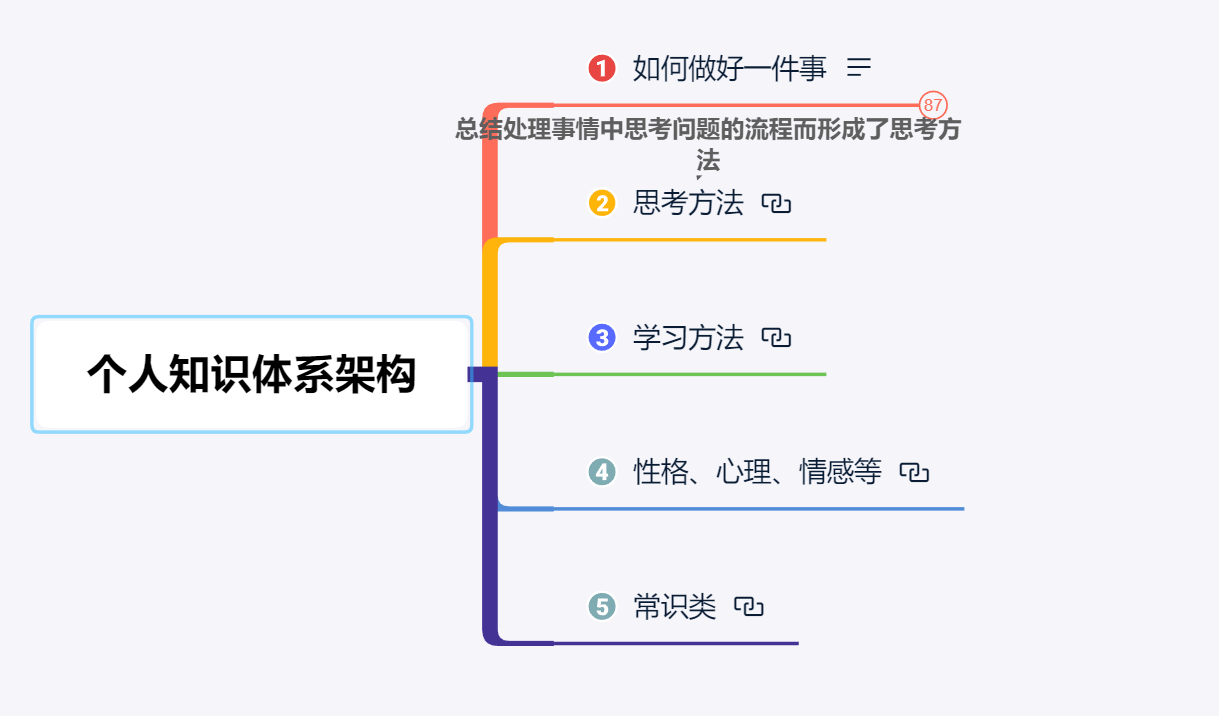 1 如何做好一件事
87
总结处理事情中思考问题的流程而形成了思考方
法
2 思考方法
个人知识体系架构
3 学习方法
4 性格、心理、情感等
5 常识类